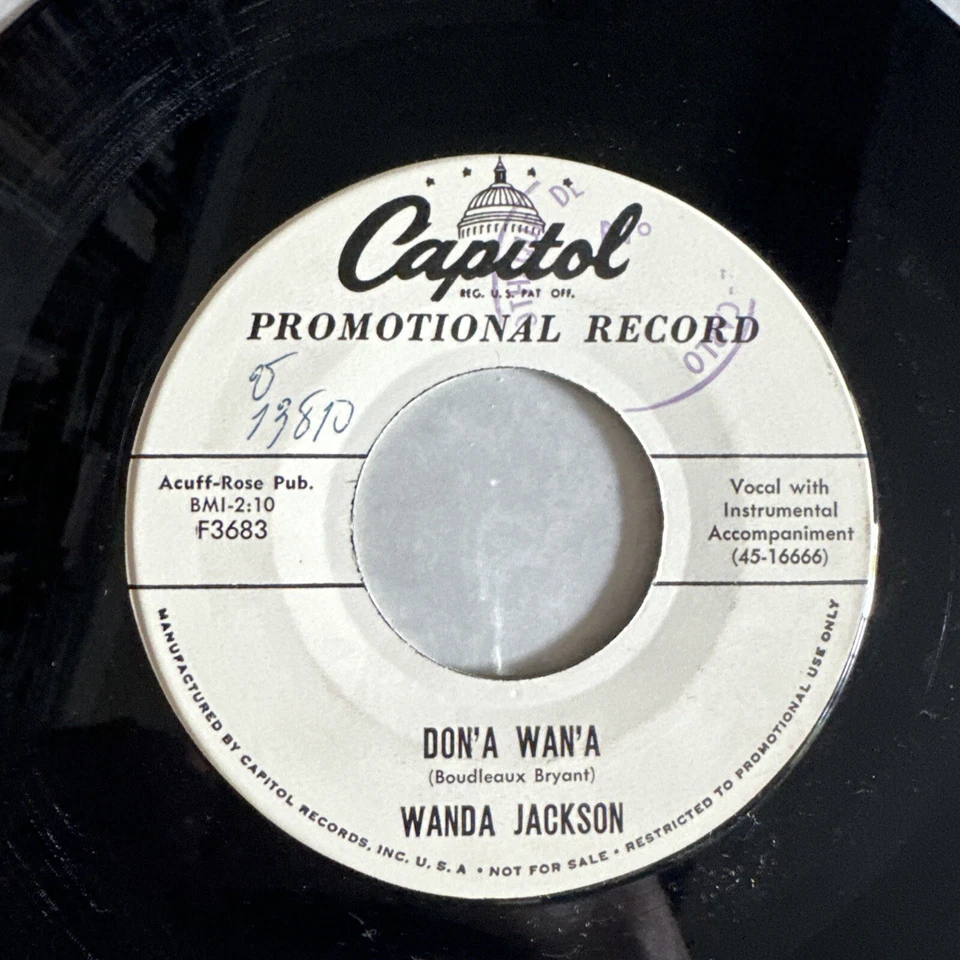 Capitol
REG. U.S. PAT. OFF.
PROMOTIONAL RECORD
13810
Acuff-Rose Pub.
BMI-2:10
F3683
Vocal with
Instrumental
Accompaniment
(45-16666)
DON'A WAN'A
(Boudleaux Bryant)
WANDA JACKSON
MANUFACTURED BY CAPITOL RECORDS, INC. U. S. A • NOT FOR SALE • RESTRICTED TO PROMOTIONAL USE ONLY